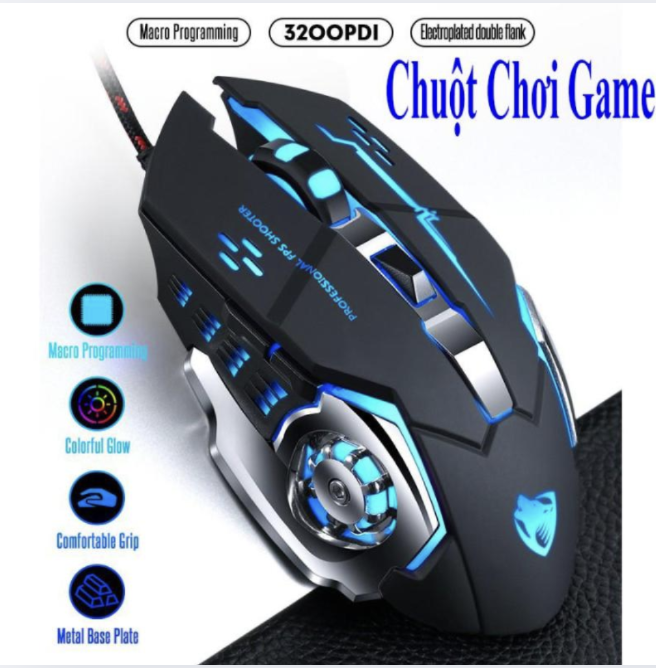 Macro Programming
3200PDI
Electroplated double flank
Chuột Chơi Game
PROFESSIONAL FPS SHOOTER
Macro Programming
Colorful Glow
Comfortable Grip
Metal Base Plate